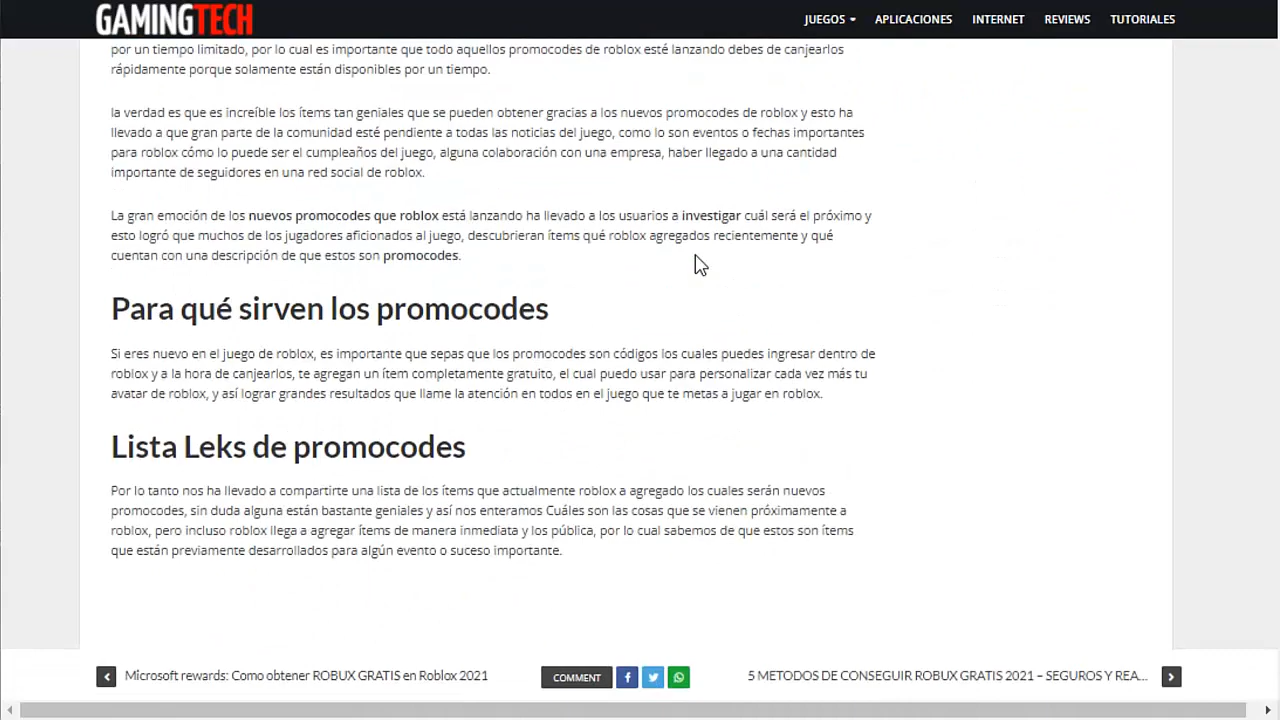 GAMINGTECH
JUEGOS
APLICACIONES
INTERNET
REVIEWS
TUTORIALES
por un tiempo limitado, por lo cual es importante que todo aquellos promocodes de roblox esté lanzando debes de canjearlos
rápidamente porque solamente están disponibles por un tiempo.
la verdad es que es increíble los ítems tan geniales que se pueden obtener gracias a los nuevos promocodes de roblox y esto ha
llevado a que gran parte de la comunidad esté pendiente a todas las noticias del juego, como lo son eventos o fechas importantes
para roblox cómo lo puede ser el cumpleaños del juego, alguna colaboración con una empresa, haber llegado a una cantidad
importante de seguidores en una red social de roblox.
La gran emoción de los nuevos promocodes que roblox está lanzando ha llevado a los usuarios a investigar cuál será el próximo y
esto logró que muchos de los jugadores aficionados al juego, descubrieran ítems qué roblox agregados recientemente y qué
cuentan con una descripción de que estos son promocodes.
Para qué sirven los promocodes
Si eres nuevo en el juego de roblox, es importante que sepas que los promocodes son códigos los cuales puedes ingresar dentro de
roblox y a la hora de canjearlos, te agregan un ítem completamente gratuito, el cual puedo usar para personalizar cada vez más tu
avatar de roblox, y así lograr grandes resultados que llame la atención en todos en el juego que te metas a jugar en roblox.
Lista Leks de promocodes
Por lo tanto nos ha llevado a compartirte una lista de los ítems que actualmente roblox a agregado los cuales serán nuevos
promocodes, sin duda alguna están bastante geniales y así nos enteramos Cuáles son las cosas que se vienen próximamente a
roblox, pero incluso roblox llega a agregar ítems de manera inmediata y los pública, por lo cual sabemos de que estos son ítems
que están previamente desarrollados para algún evento o suceso importante.
Microsoft rewards: Como obtener ROBUX GRATIS en Roblox 2021
COMMENT
5 METODOS DE CONSEGUIR ROBUX GRATIS 2021 – SEGUROS Y REA...